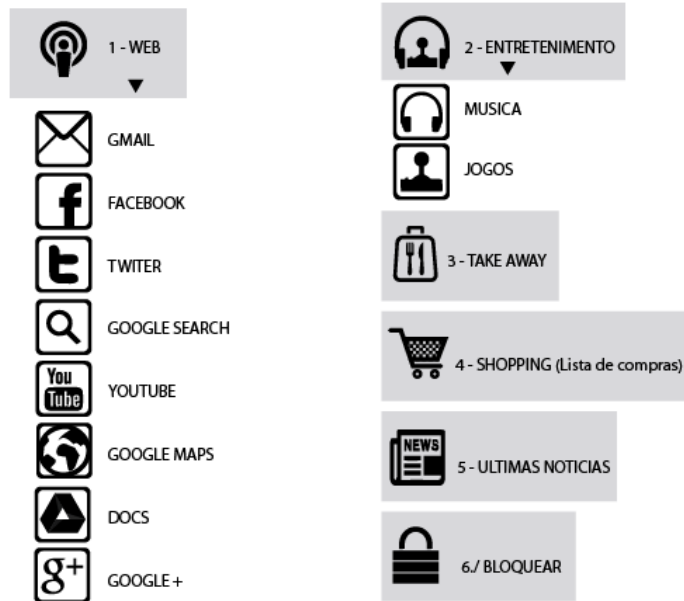 1 - WEB
GMAIL
f
FACEBOOK
t
TWITER
GOOGLE SEARCH
You
Tube
YOUTUBE
GOOGLE MAPS
DOCS
g+
GOOGLE +
2 - ENTRETENIMENTO
MUSICA
JOGOS
3 - TAKE AWAY
4 - SHOPPING (Lista de compras)
NEWS
5 - ULTIMAS NOTICIAS
6./ BLOQUEAR